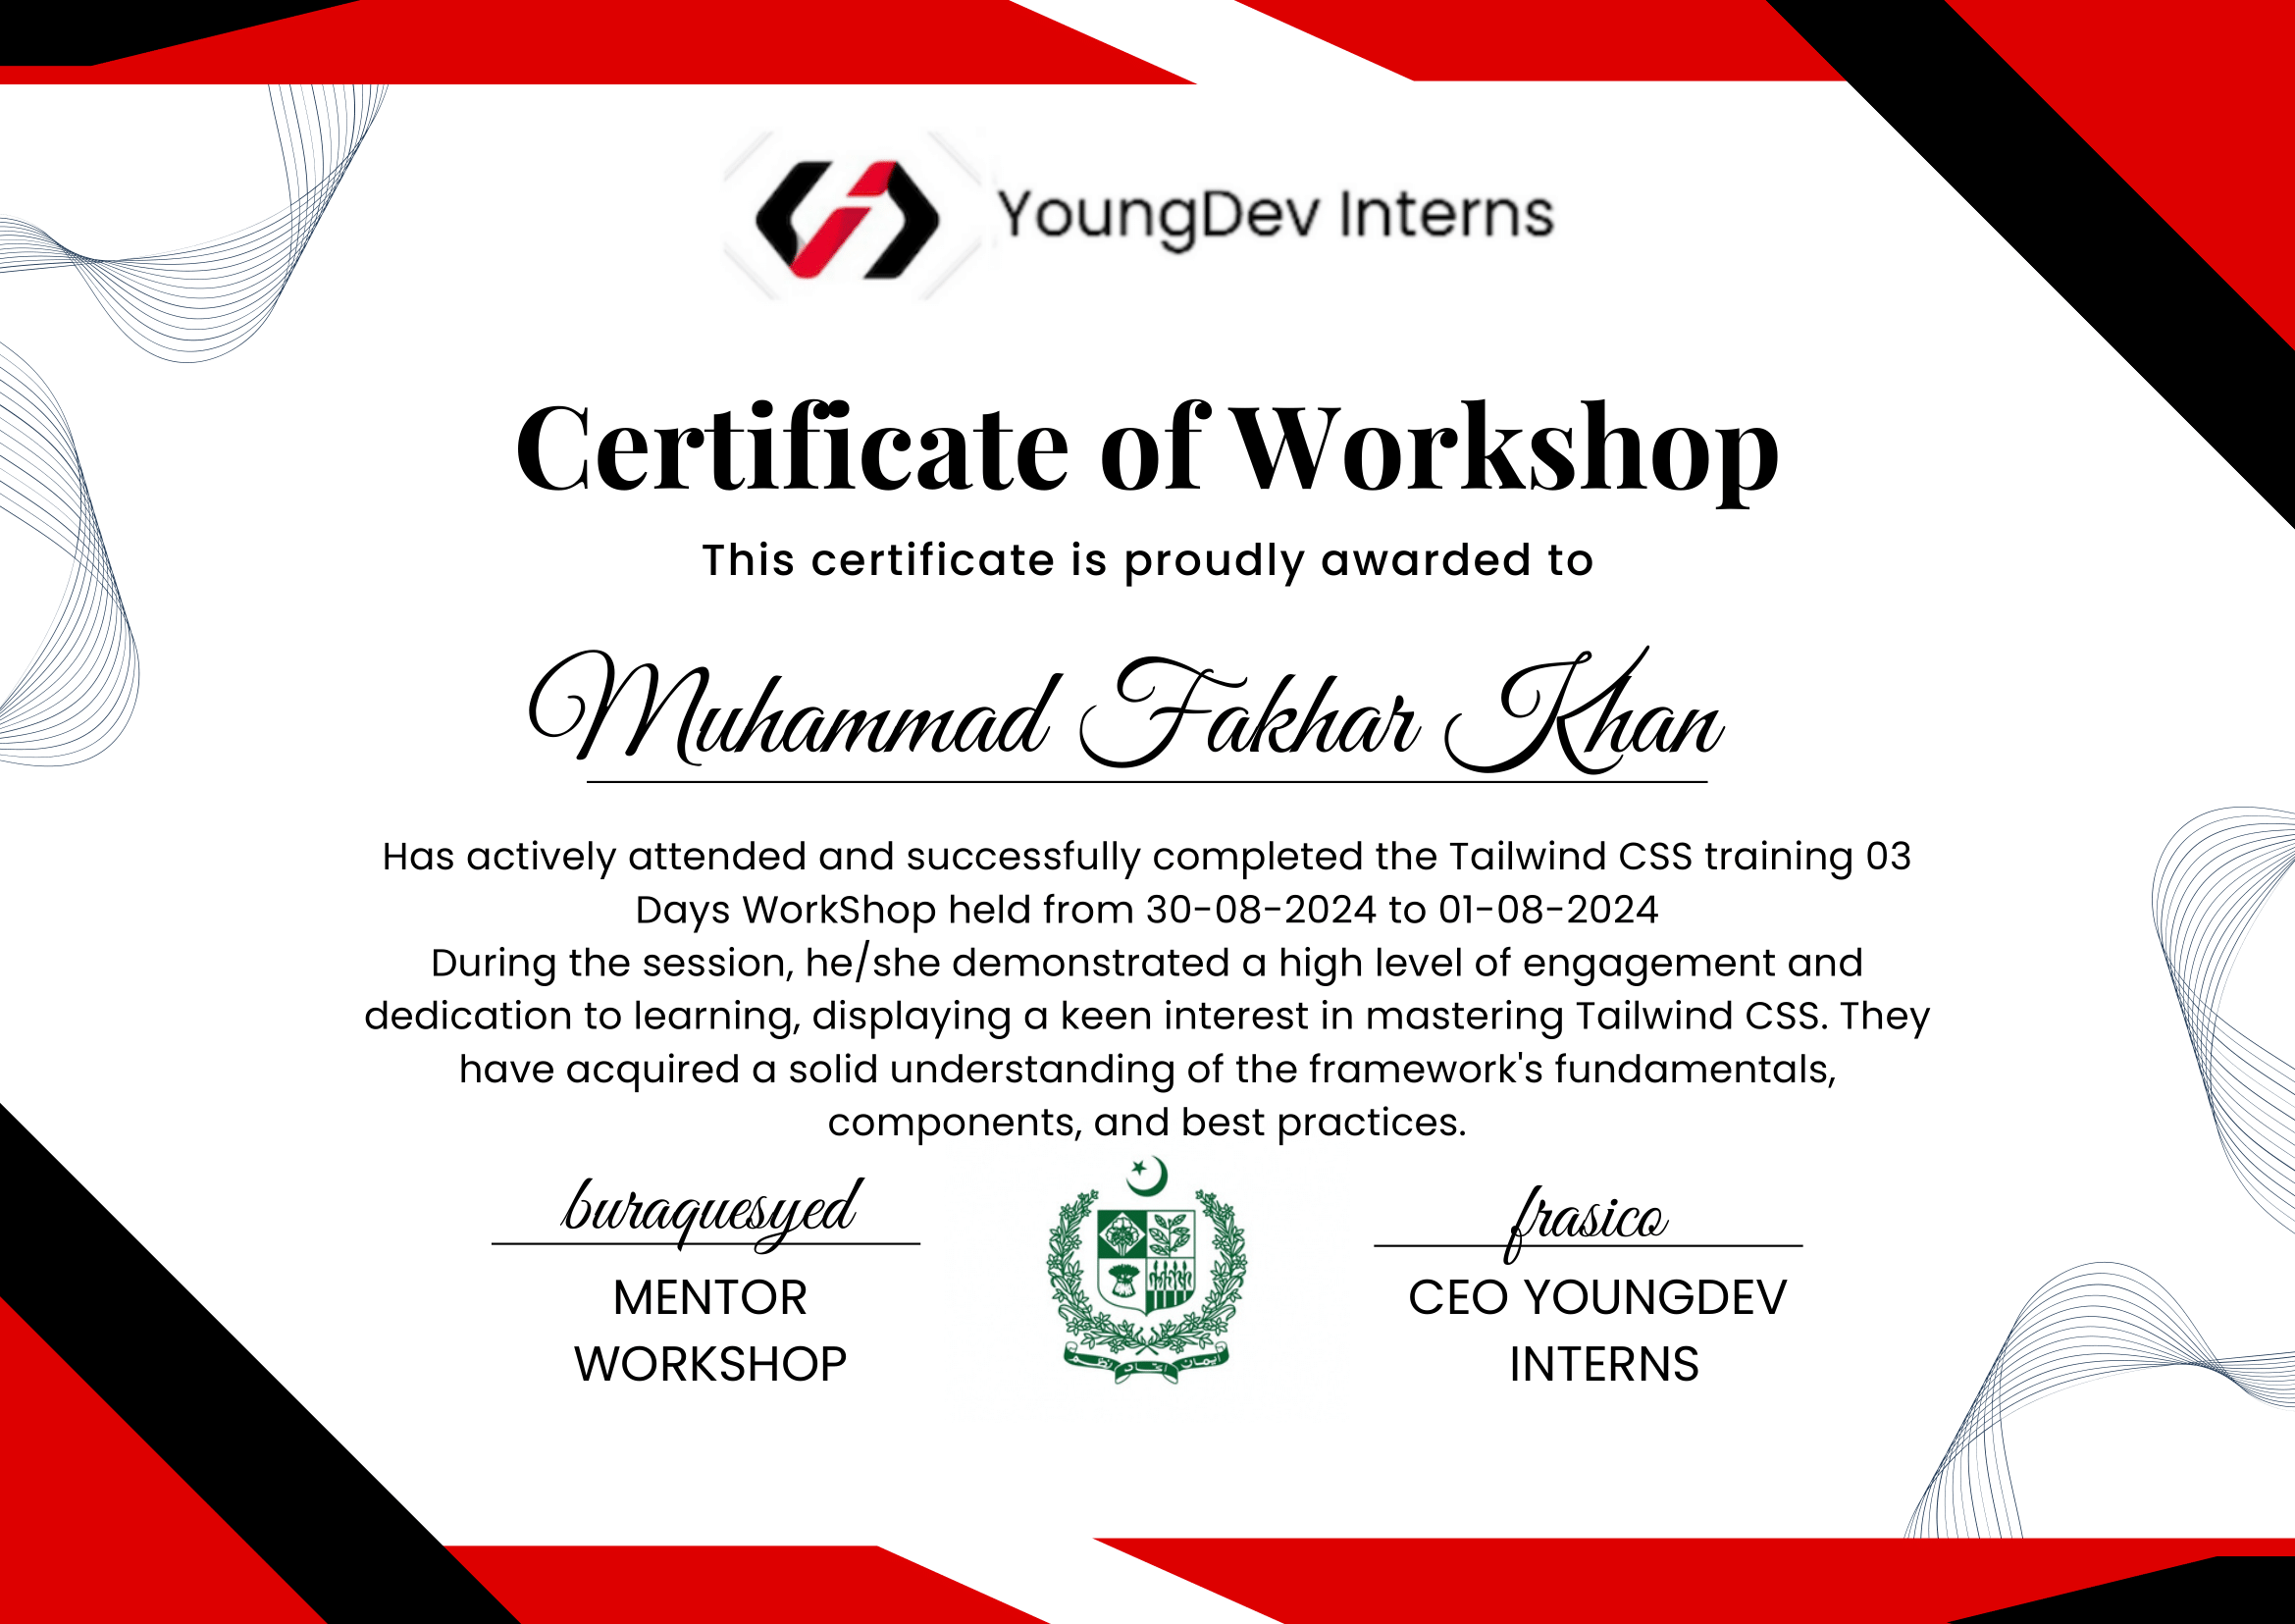 YoungDev Interns
Certificate of Workshop
This certificate is proudly awarded to
Muhammad Fakhar Khan
Has actively attended and successfully completed the Tailwind CSS training 03
Days WorkShop held from 30-08-2024 to 01-08-2024
During the session, he/she demonstrated a high level of engagement and
dedication to learning, displaying a keen interest in mastering Tailwind CSS. They
have acquired a solid understanding of the framework's fundamentals,
components, and best practices.
buraquesyed
MENTOR
WORKSHOP
ایمان اتحاد نظم
frasico
CEO YOUNGDEV
INTERNS